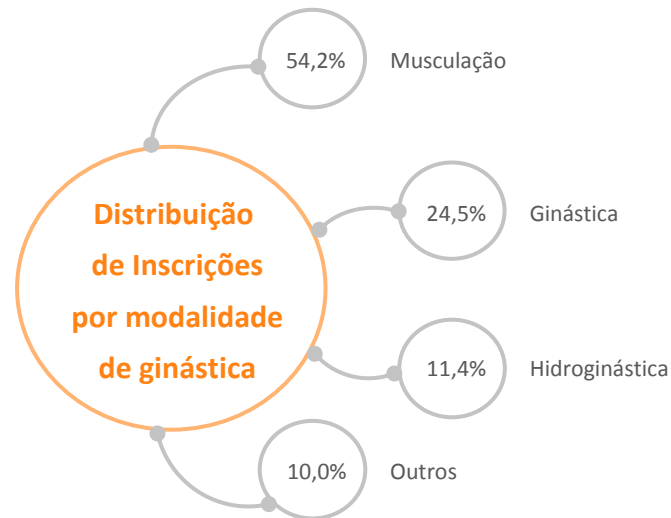 54,2% Musculação
Distribuição
de Inscrições
por modalidade
de ginástica
24,5% Ginástica
11,4% Hidroginástica
10,0% Outros